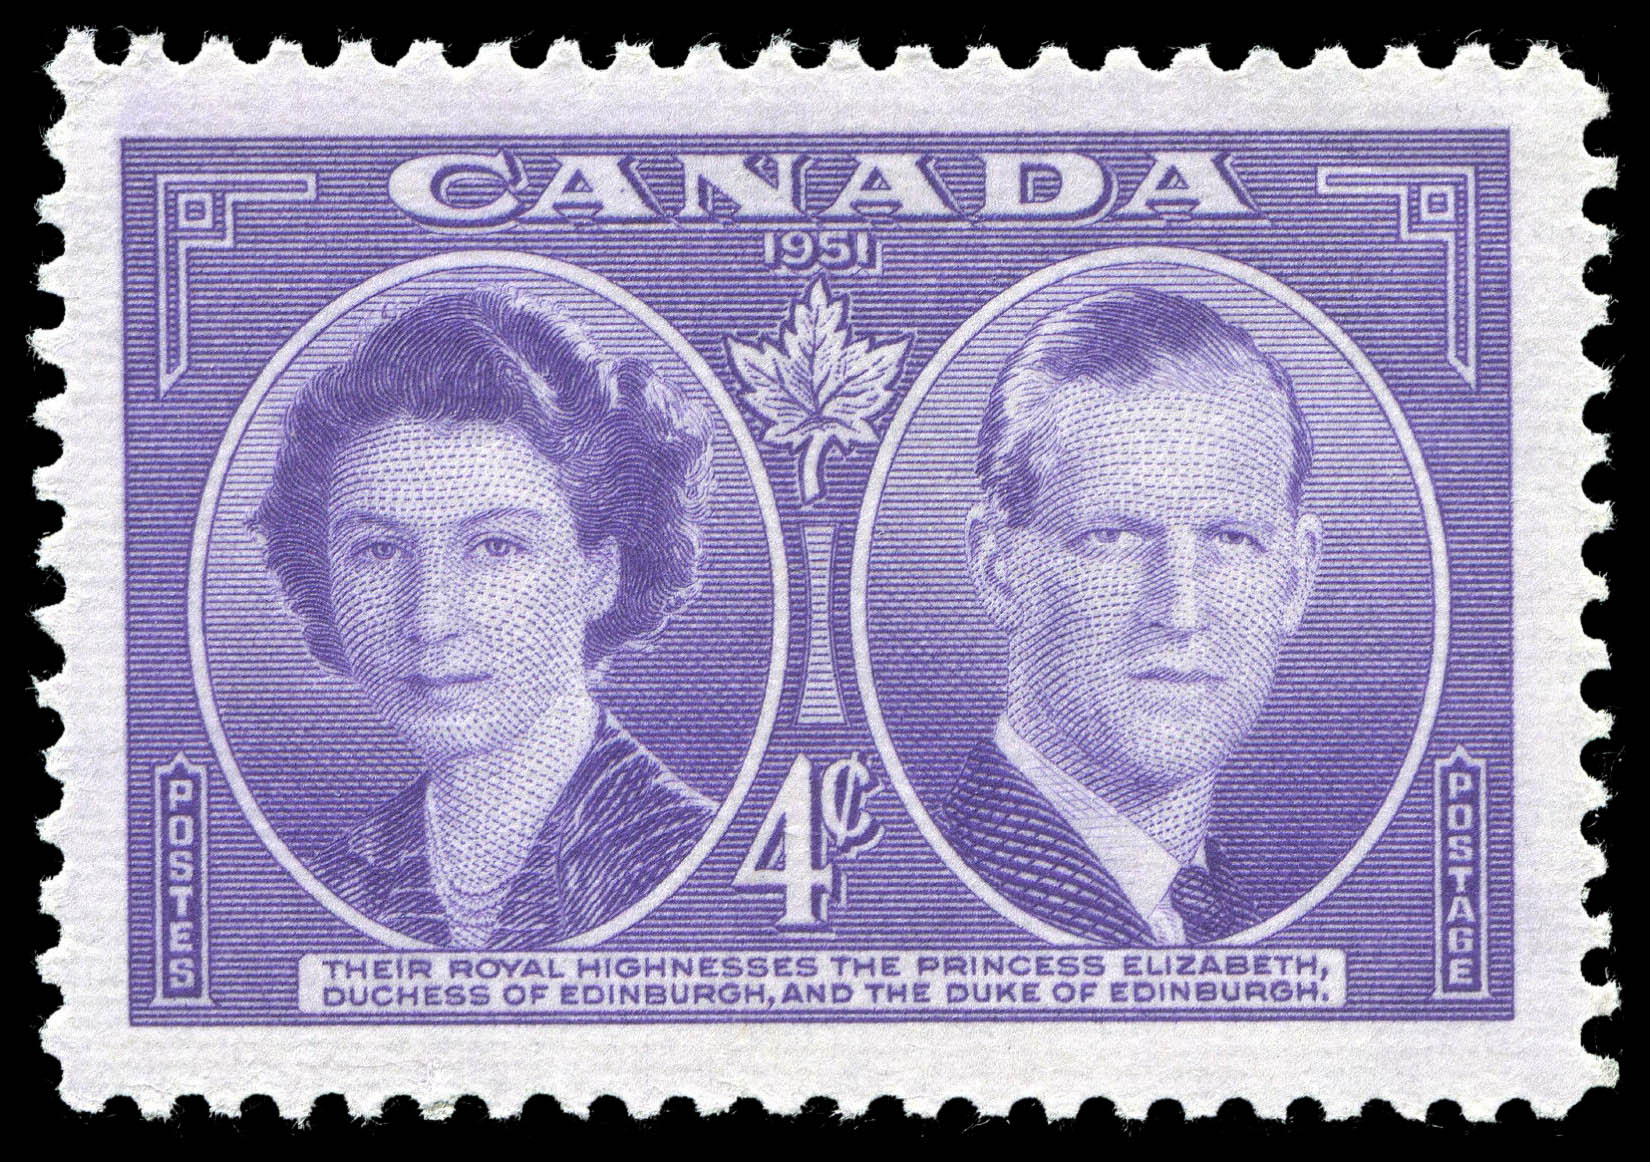 CANADA
1951
4¢
POSTES
POSTAGE
THEIR ROYAL HIGHNESSES THE PRINCESS ELIZABETH,
DUCHESS OF EDINBURGH, AND THE DUKE OF EDINBURGH.